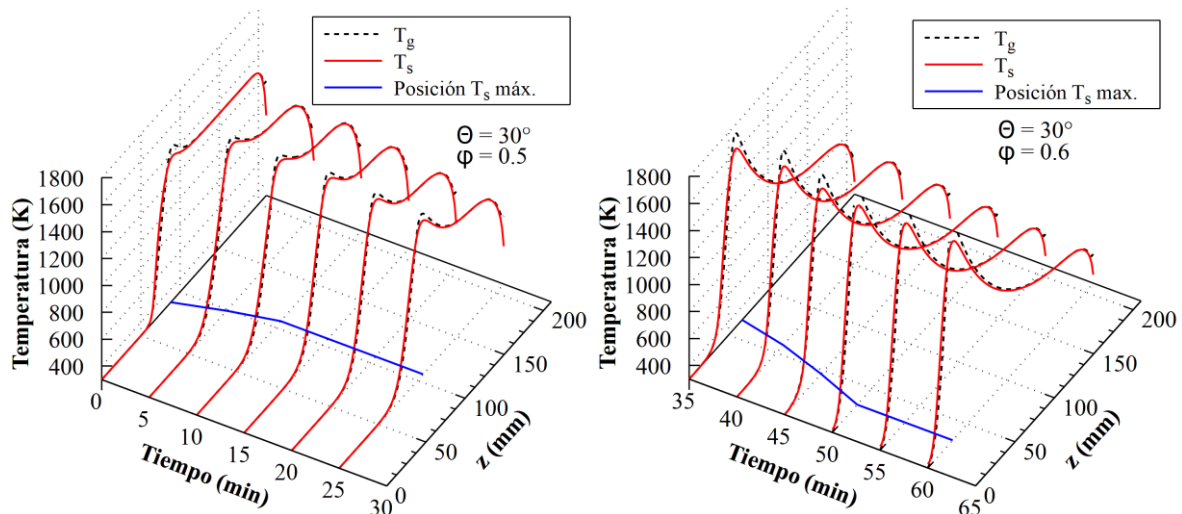 T_g
T_s
Posición T_s máx.
Θ = 30°
φ = 0.5
1800
1600
1400
1200
1000
800
600
400
Temperatura (K)
0
5
10
15
20
25
30
Tiempo (min)
0
50
100
150
200
z (mm)
T_g
T_s
Posición T_s max.
Θ = 30°
φ = 0.6
1800
1600
1400
1200
1000
800
600
400
Temperatura (K)
35
40
45
50
55
60
65
Tiempo (min)
0
50
100
150
200
z (mm)